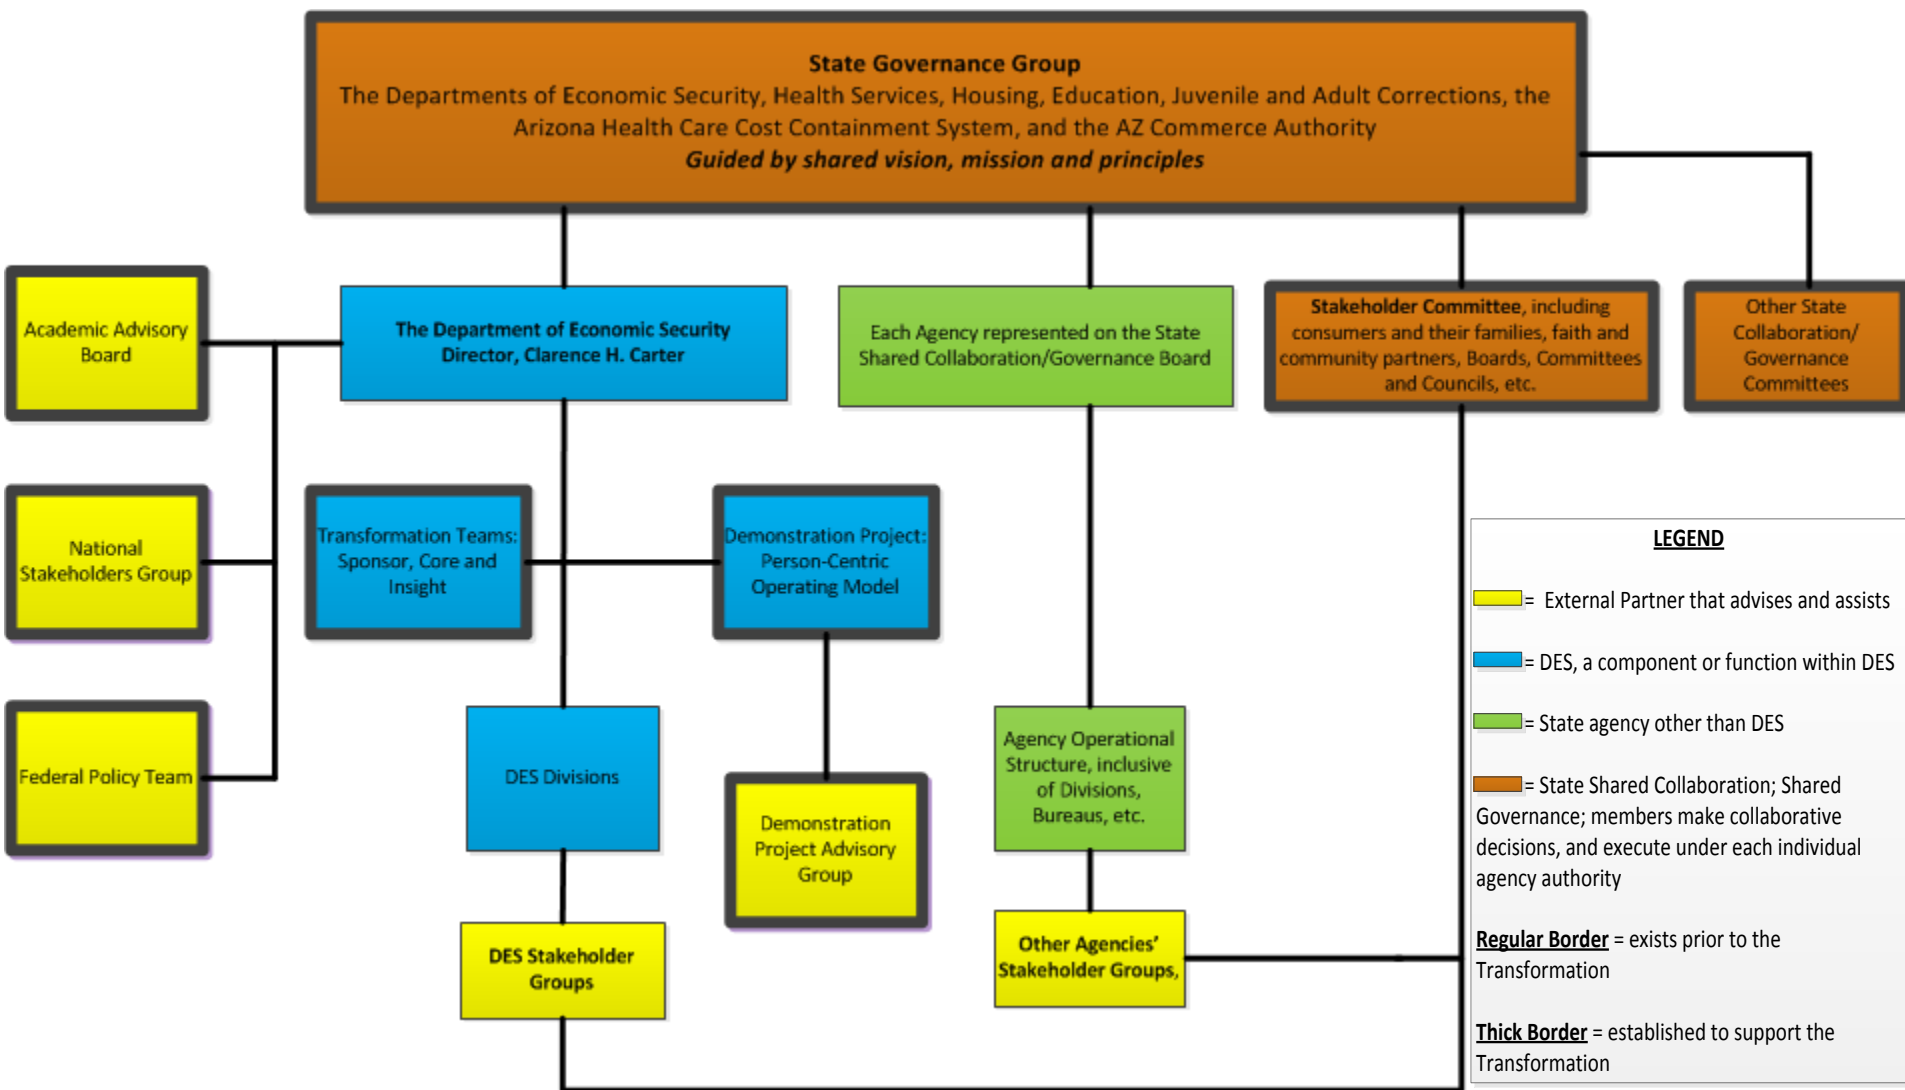 State Governance Group
The Departments of Economic Security, Health Services, Housing, Education, Juvenile and Adult Corrections, the
Arizona Health Care Cost Containment System, and the AZ Commerce Authority
Guided by shared vision, mission and principles
Academic Advisory
Board
The Department of Economic Security
Director, Clarence H. Carter
Each Agency represented on the State
Shared Collaboration/Governance Board
Stakeholder Committee, including
consumers and their families, faith and
community partners, Boards, Committees
and Councils, etc.
Other State
Collaboration/
Governance
Committees
National
Stakeholders Group
Transformation Teams:
Sponsor, Core and
Insight
Demonstration Project:
Person-Centric
Operating Model
Federal Policy Team
DES Divisions
Demonstration
Project Advisory
Group
Agency Operational
Structure, inclusive
of Divisions,
Bureaus, etc.
DES Stakeholder
Groups
Other Agencies’
Stakeholder Groups,
LEGEND
= External Partner that advises and assists
= DES, a component or function within DES
= State agency other than DES
= State Shared Collaboration; Shared
Governance; members make collaborative
decisions, and execute under each individual
agency authority
Regular Border = exists prior to the
Transformation
Thick Border = established to support the
Transformation